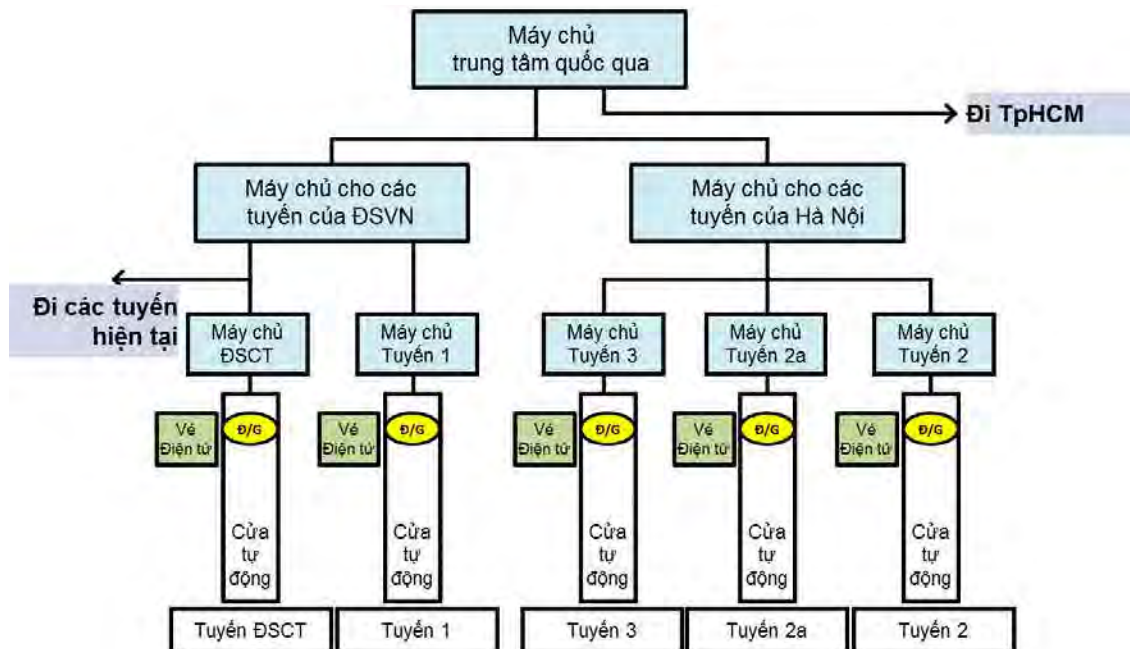 Máy chủ
trung tâm quốc qua
Đi TpHCM
Máy chủ cho các
tuyến của ĐSVN
Máy chủ cho các
tuyến của Hà Nội
Đi các tuyến
hiện tại
Máy chủ
ĐSCT
Máy chủ
Tuyến 1
Máy chủ
Tuyến 3
Máy chủ
Tuyến 2a
Máy chủ
Tuyến 2
Vé
Điện tử
Đ/G
Vé
Điện tử
Đ/G
Vé
Điện tử
Đ/G
Vé
Điện tử
Đ/G
Vé
Điện tử
Đ/G
Cửa
tự
động
Cửa
tự
động
Cửa
tự
động
Cửa
tự
động
Cửa
tự
động
Tuyến ĐSCT
Tuyến 1
Tuyến 3
Tuyến 2a
Tuyến 2